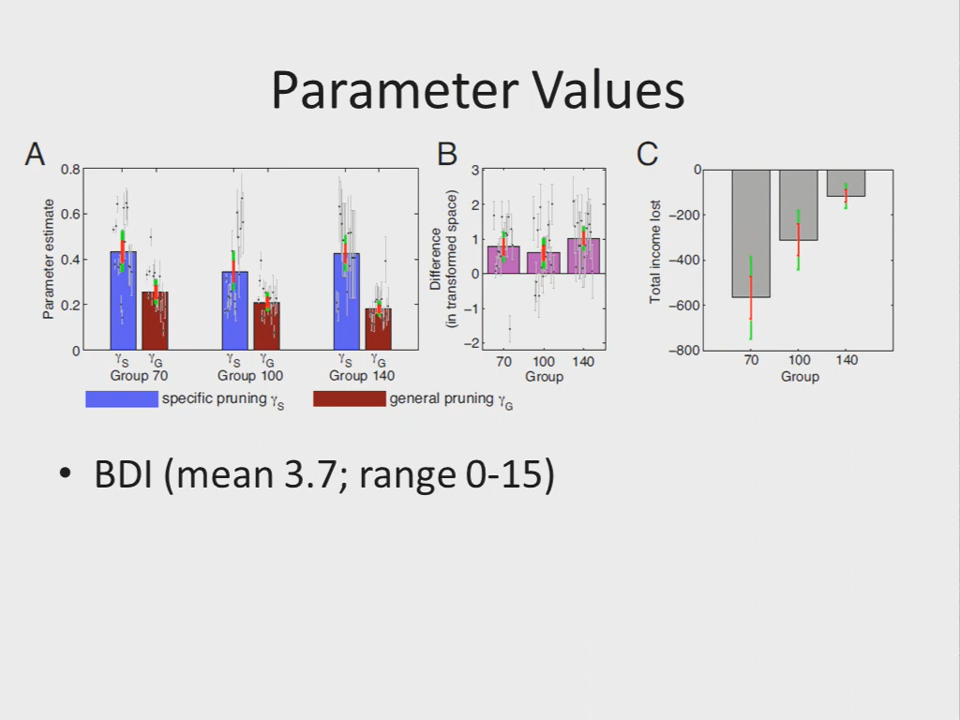 Parameter Values
A
0.8
0.6
0.4
0.2
0
Parameter estimate
γS γG γS γG γS γG
Group 70 Group 100 Group 140
specific pruning γS general pruning γG
B
3
2
1
0
−1
−2
Difference
(in transformed space)
70 100 140
Group
C
0
−200
−400
−600
−800
Total income lost
70 100 140
Group
• BDI (mean 3.7; range 0-15)